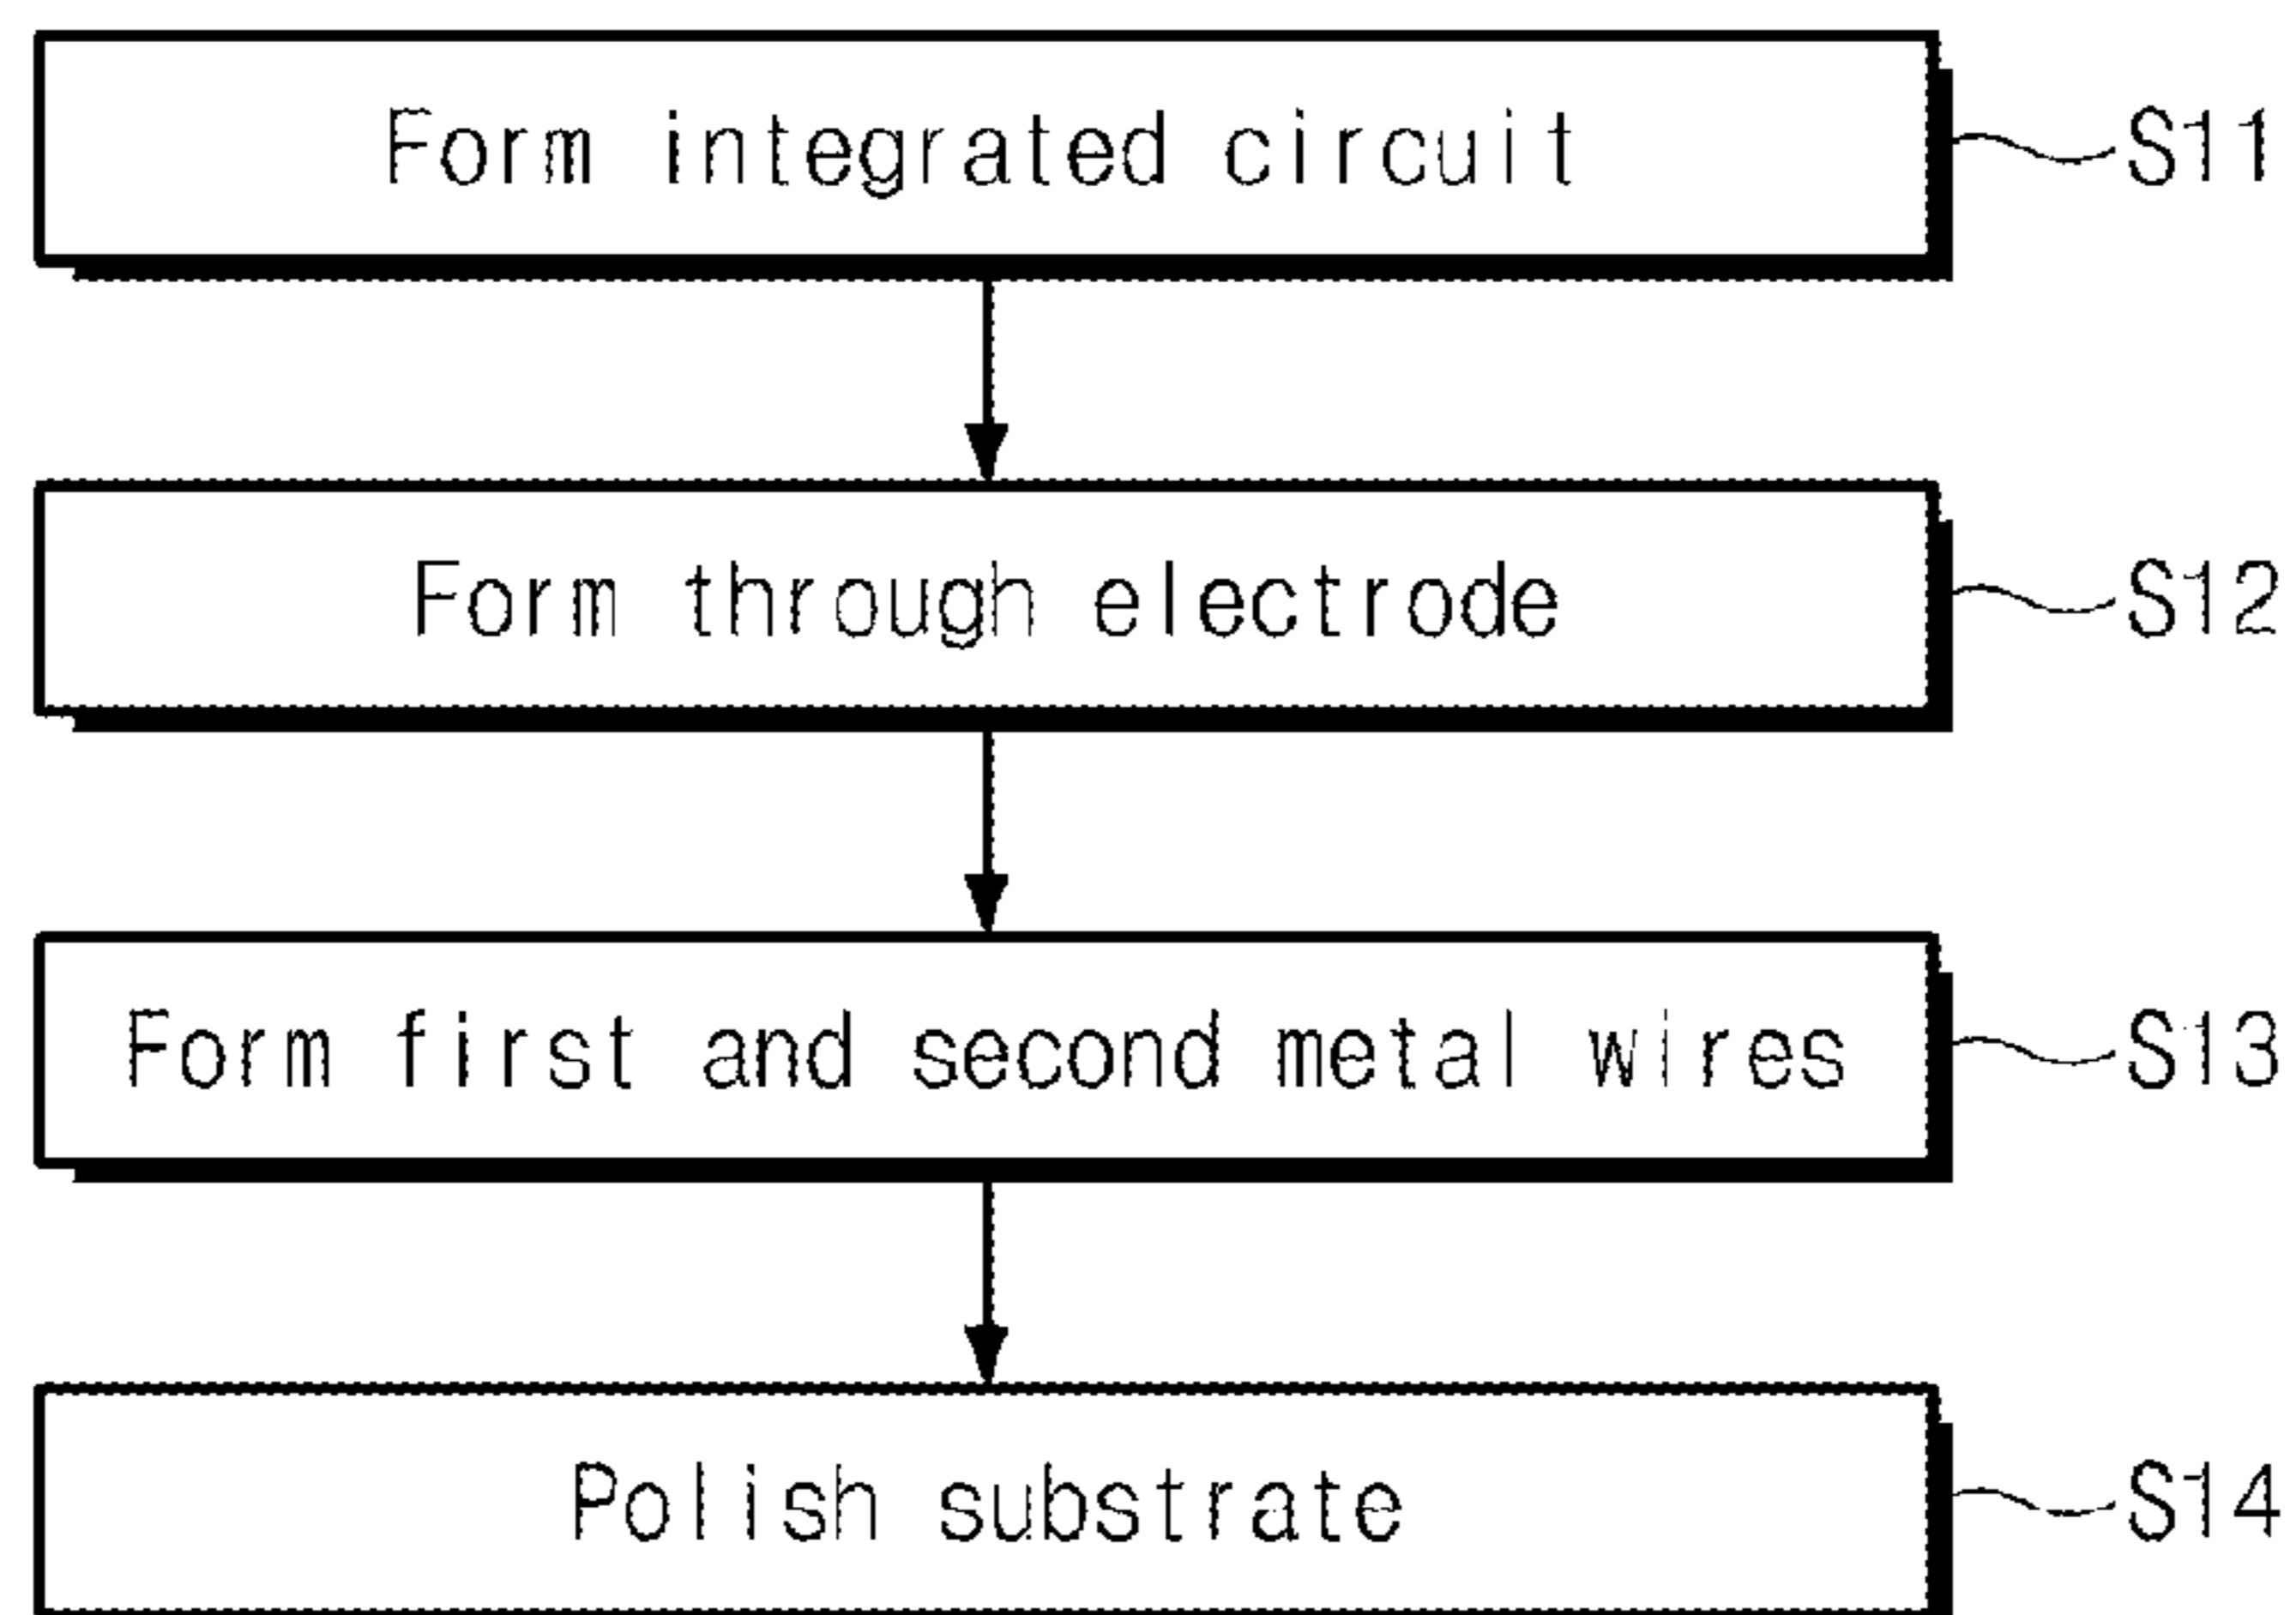 Form integrated circuit S11
Form through electrode S12
Form first and second metal wires S13
Polish substrate S14